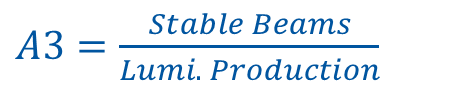 A3 = Stable Beams
Lumi. Production